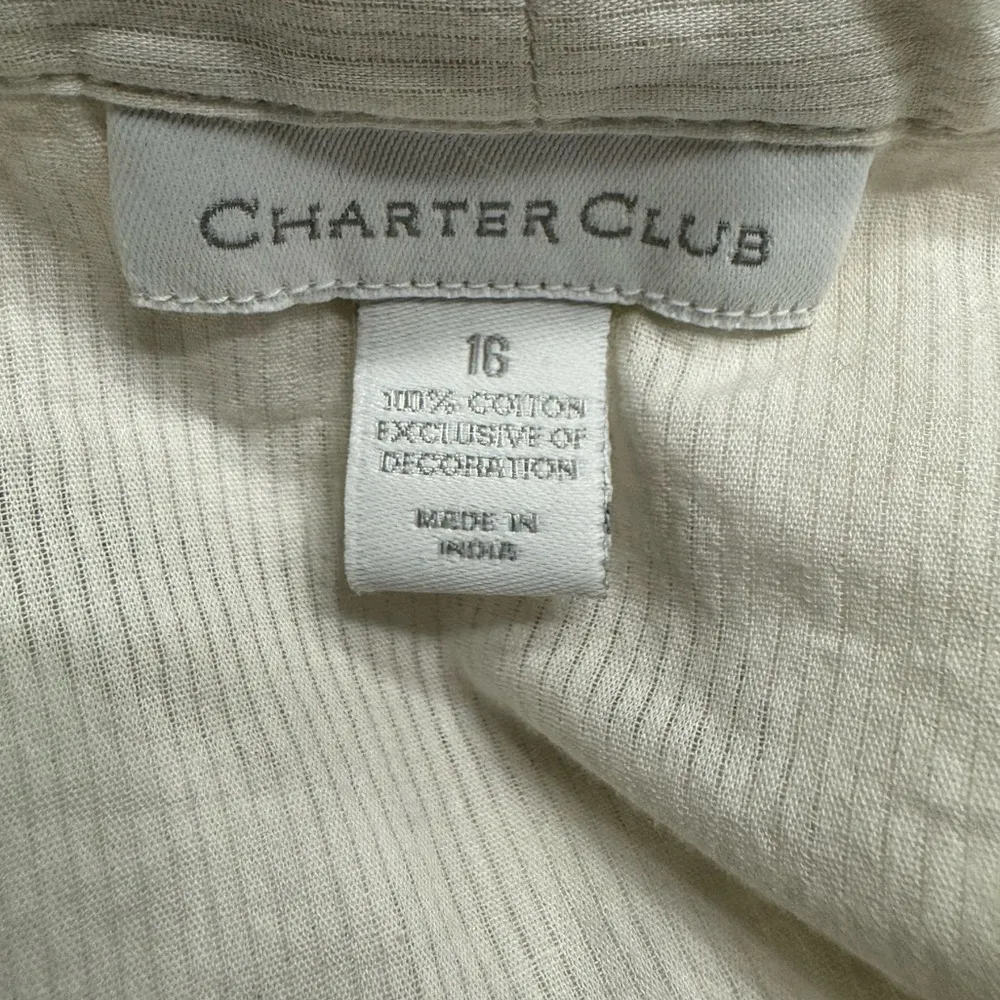 CHARTER CLUB
16
100% COTTON
EXCLUSIVE OF
DECORATION
MADE IN
INDIA